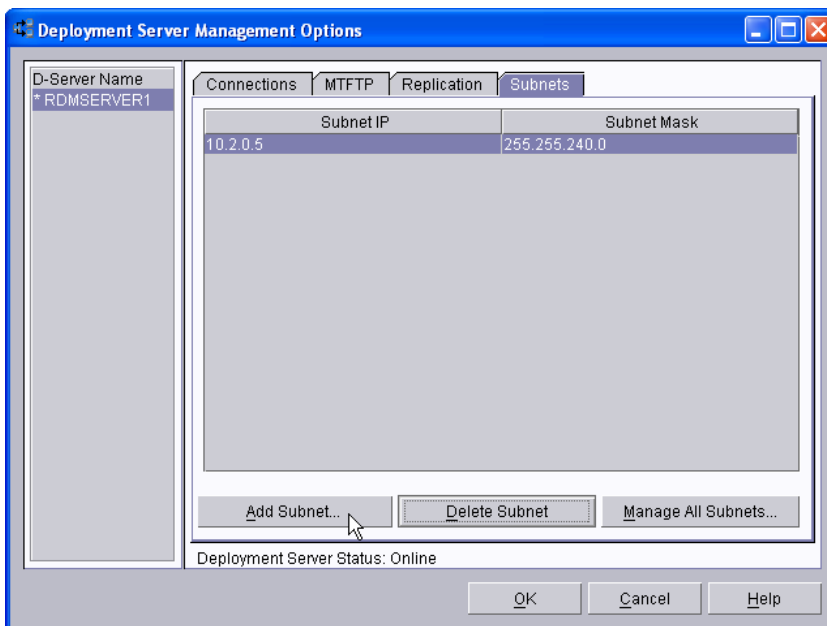 Deployment Server Management Options
D-Server Name
* RDMSERVER1
Connections MTFTP Replication Subnets
Subnet IP Subnet Mask
10.2.0.5 255.255.240.0
Add Subnet... Delete Subnet Manage All Subnets...
Deployment Server Status: Online
OK Cancel Help